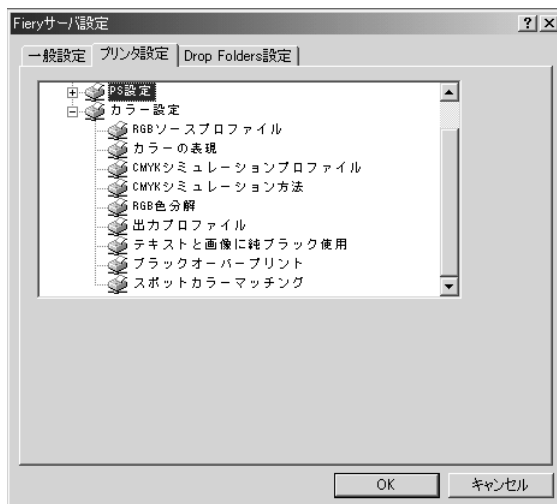 Fieryサーバ設定
? ×
一般設定 プリンタ設定 Drop Folders設定
PS設定
カラー設定
RGBソースプロファイル
カラーの表現
CMYKシミュレーションプロファイル
CMYKシミュレーション方法
RGB色分解
出力プロファイル
テキストと画像に純ブラック使用
ブラックオーバープリント
スポットカラーマッチング
OK キャンセル